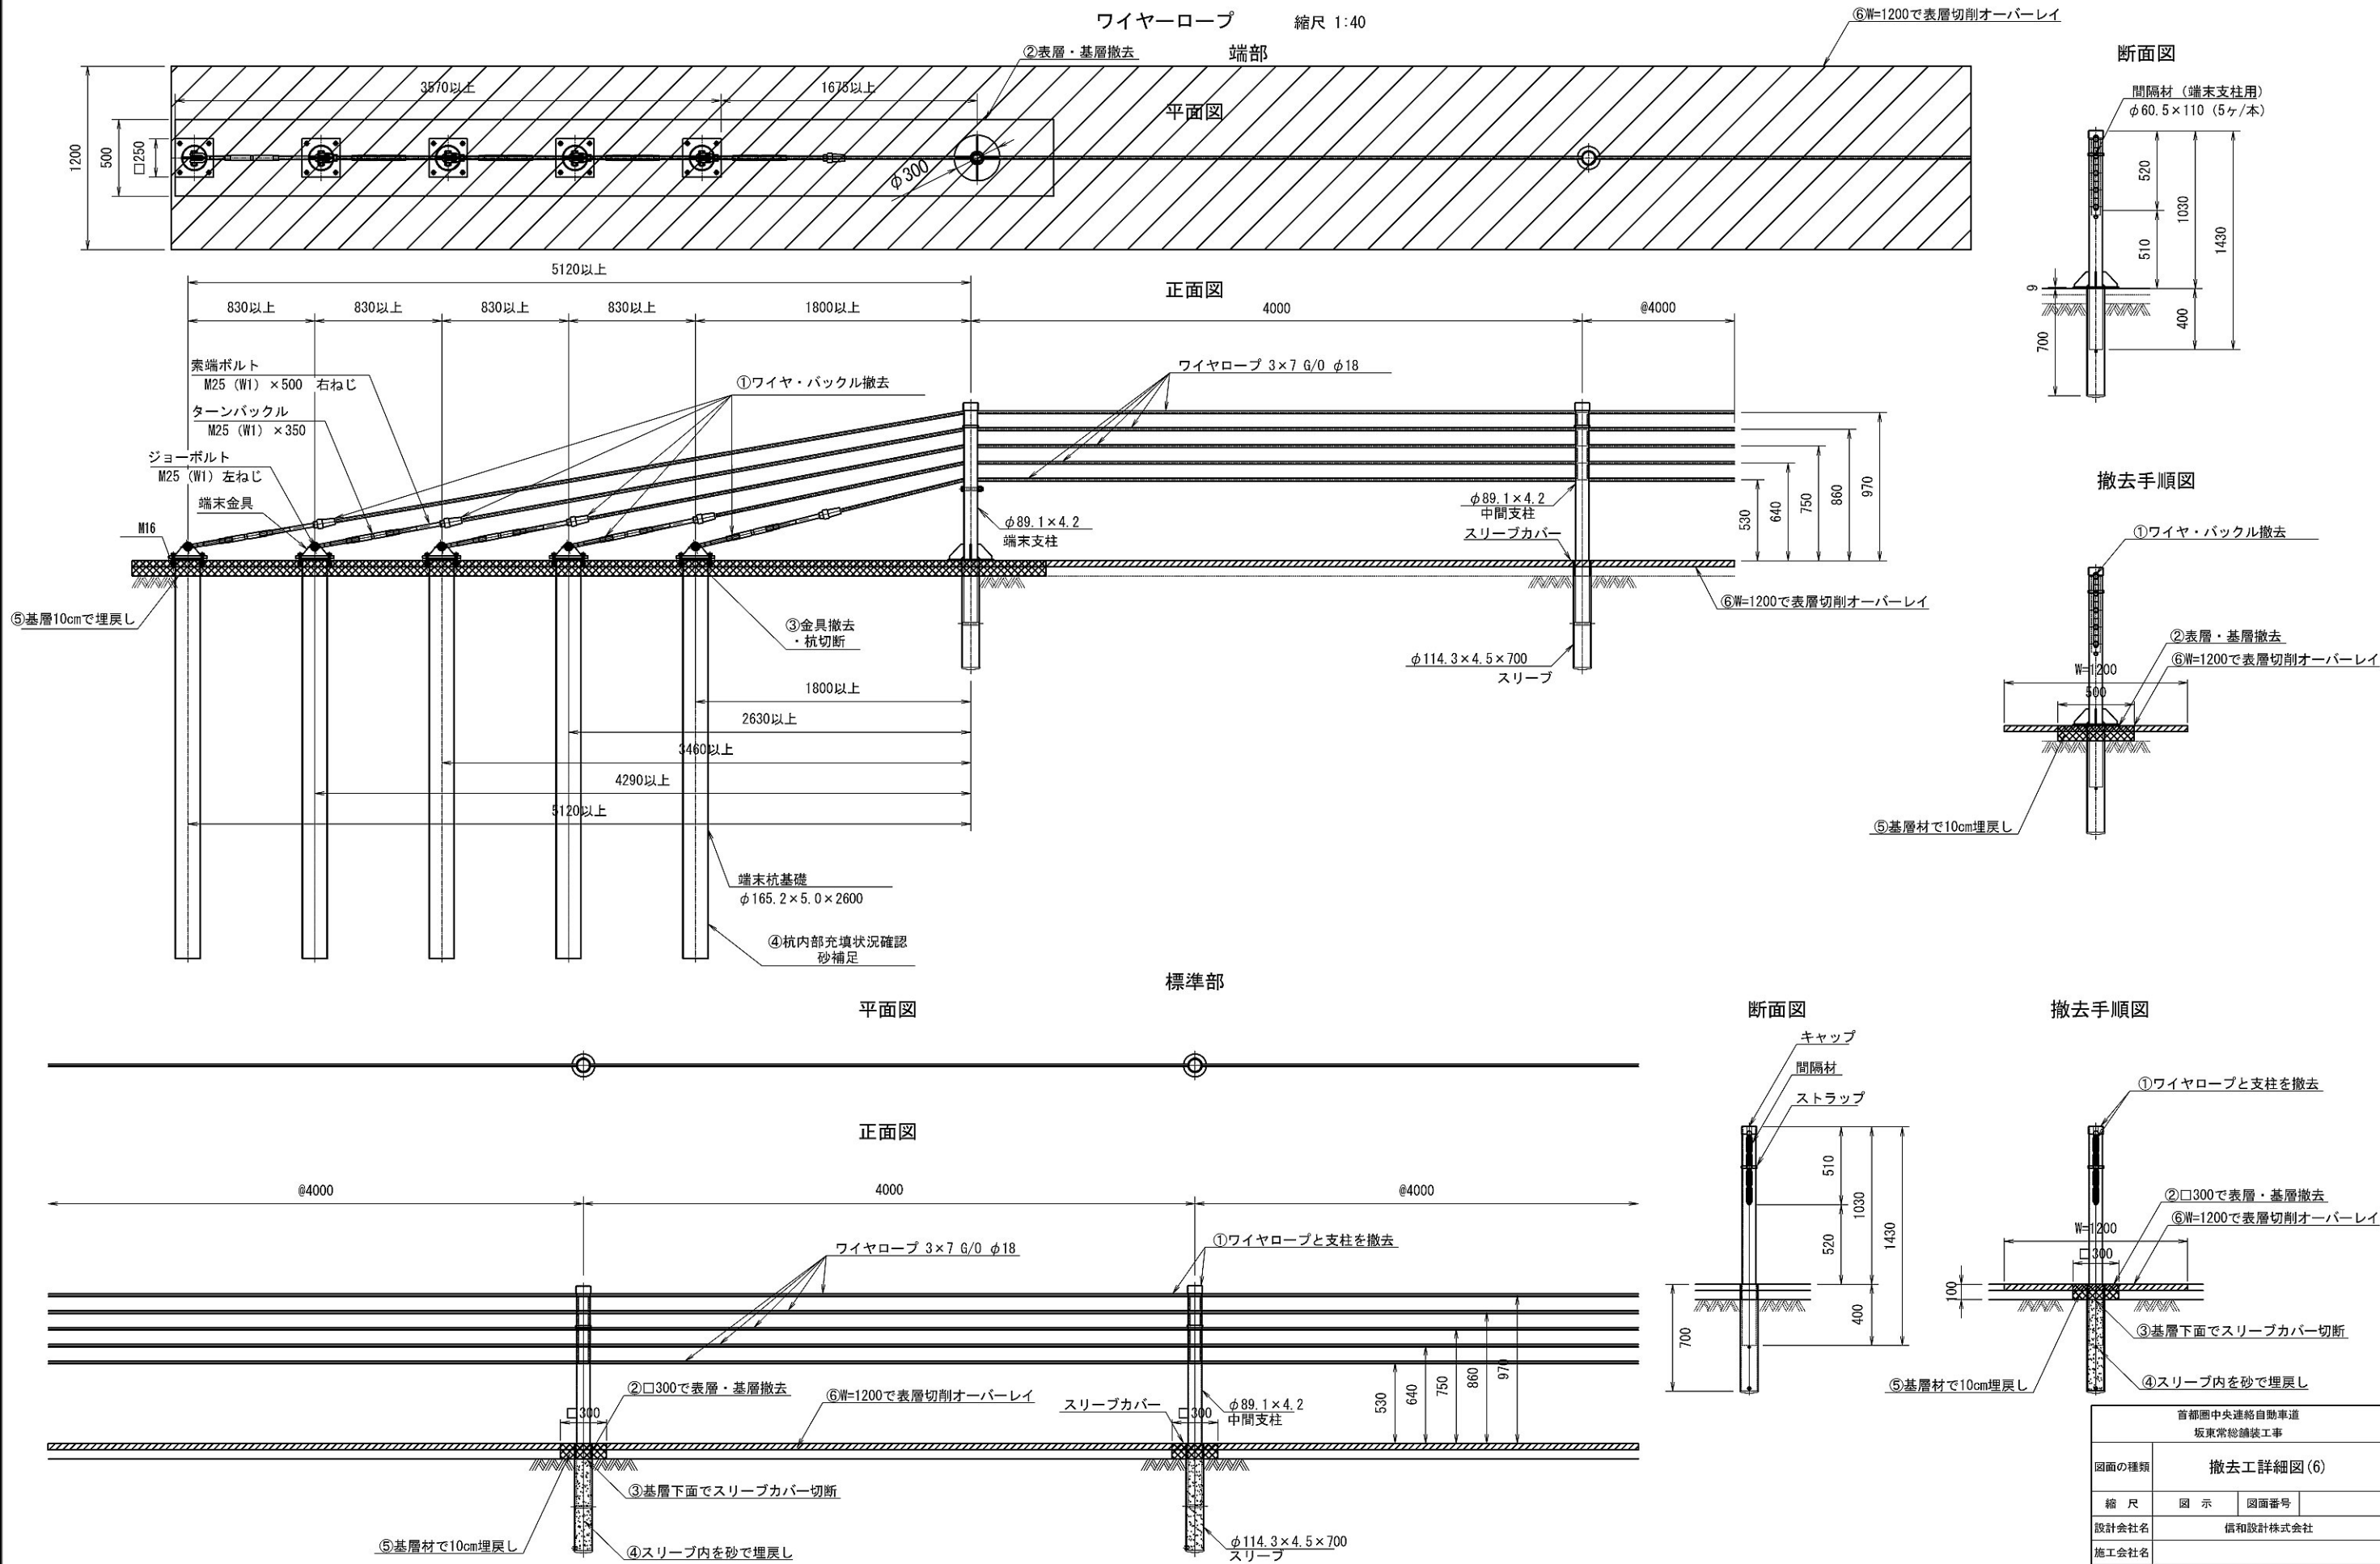 ワイヤーロープ 縮尺 1:40
端部
⑥W=1200で表層切削オーバーレイ
②表層・基層撤去
平面図
3570以上
1675以上
1200
500
□250
φ300
断面図
間隔材（端末支柱用）
φ60.5×110（5ヶ/本）
520
510
1030
1430
400
9
700
正面図
5120以上
830以上
830以上
830以上
830以上
1800以上
4000
@4000
素端ボルト
M25（W1）×500 右ねじ
ターンバックル
M25（W1）×350
ジョーボルト
M25（W1）左ねじ
端末金具
M16
①ワイヤ・バックル撤去
ワイヤロープ 3×7 G/O φ18
φ89.1×4.2
端末支柱
φ89.1×4.2
中間支柱
スリーブカバー
530
640
750
860
970
⑤基層10cmで埋戻し
③金具撤去
・杭切断
⑥W=1200で表層切削オーバーレイ
φ114.3×4.5×700
スリーブ
1800以上
2630以上
3460以上
4290以上
5120以上
端末杭基礎
φ165.2×5.0×2600
④杭内部充填状況確認
砂補足
撤去手順図
①ワイヤ・バックル撤去
②表層・基層撤去
⑥W=1200で表層切削オーバーレイ
W=1200
500
⑤基層材で10cm埋戻し
標準部
平面図
正面図
@4000
4000
@4000
ワイヤロープ 3×7 G/O φ18
①ワイヤロープと支柱を撤去
②□300で表層・基層撤去
⑥W=1200で表層切削オーバーレイ
スリーブカバー
□300
□300
φ89.1×4.2
中間支柱
530
640
750
860
970
③基層下面でスリーブカバー切断
⑤基層材で10cm埋戻し
④スリーブ内を砂で埋戻し
φ114.3×4.5×700
スリーブ
断面図
キャップ
間隔材
ストラップ
510
520
1030
1430
400
700
撤去手順図
①ワイヤロープと支柱を撤去
②□300で表層・基層撤去
⑥W=1200で表層切削オーバーレイ
W=1200
□300
100
③基層下面でスリーブカバー切断
⑤基層材で10cm埋戻し
④スリーブ内を砂で埋戻し
首都圏中央連絡自動車道
坂東常総舗装工事
図面の種類 撤去工詳細図(6)
縮 尺 図 示 図面番号
設計会社名 信和設計株式会社
施工会社名